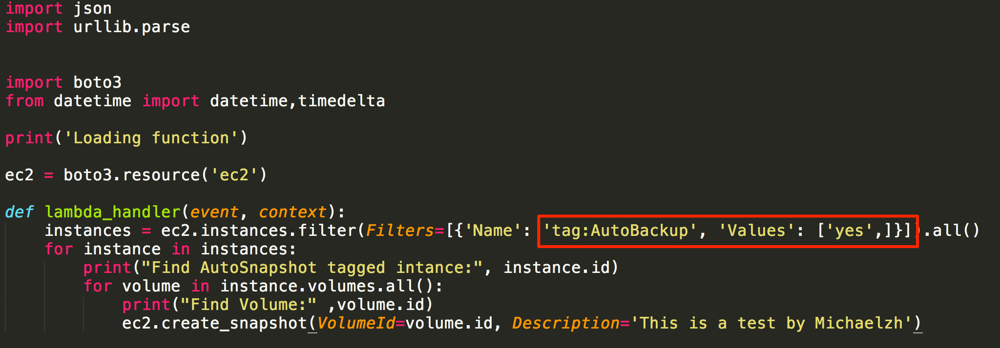 import json
import urllib.parse
import boto3
from datetime import datetime,timedelta
print('Loading function')
ec2 = boto3.resource('ec2')
def lambda_handler(event, context):
    instances = ec2.instances.filter(Filters=[{'Name': 'tag:AutoBackup', 'Values': ['yes',]}]).all()
    for instance in instances:
        print("Find AutoSnapshot tagged intance:", instance.id)
        for volume in instance.volumes.all():
            print("Find Volume:" ,volume.id)
            ec2.create_snapshot(VolumeId=volume.id, Description='This is a test by Michaelzh')